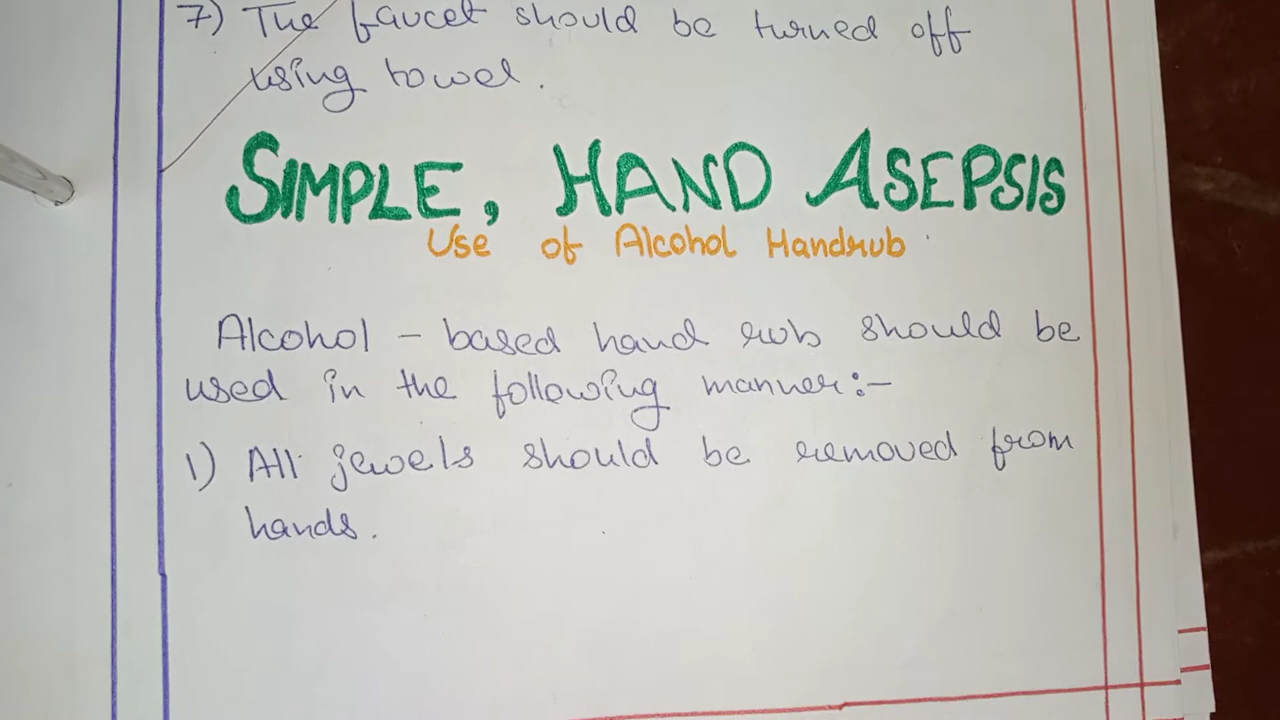 7) The faucet should be turned off
using towel.
SIMPLE, HAND ASEPSIS
Use of Alcohol Handrub
Alcohol - based hand rub should be
used in the following manner:-
1) All jewels should be removed from
hands.